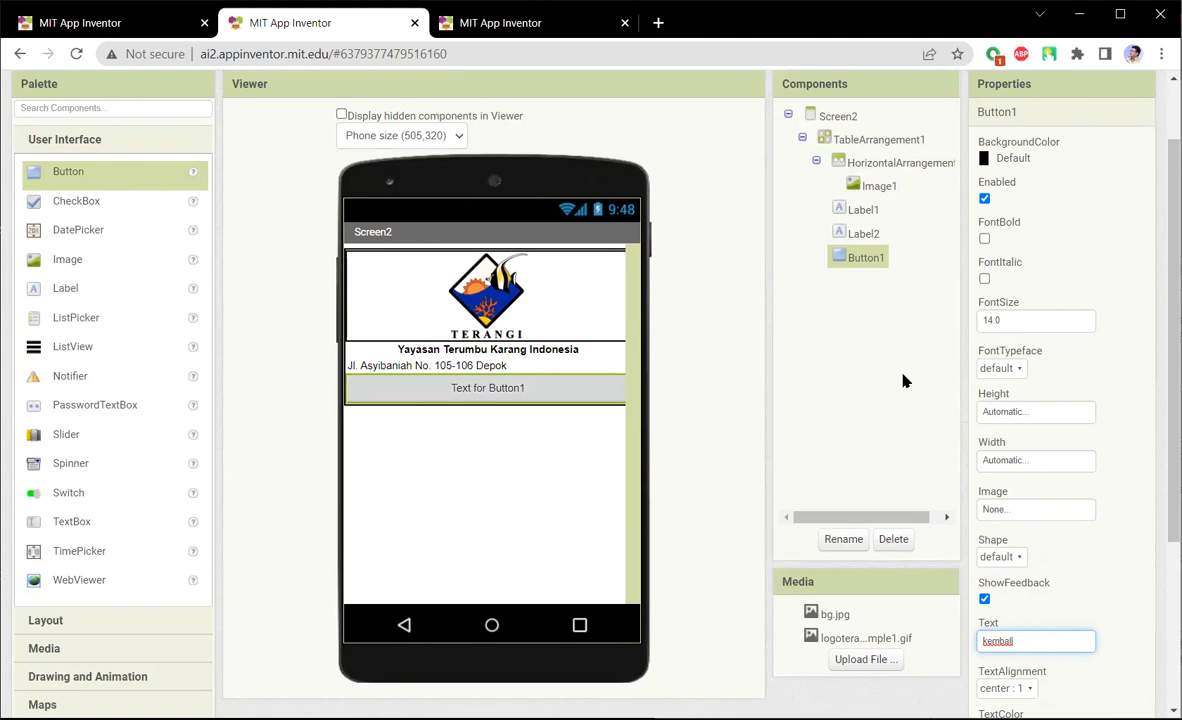 MIT App Inventor
MIT App Inventor
MIT App Inventor
Not secure
ai2.appinventor.mit.edu/#6379377479516160
1
ABP
Palette
Search Components...
User Interface
Button
CheckBox
DatePicker
Image
Label
ListPicker
ListView
Notifier
PasswordTextBox
Slider
Spinner
Switch
TextBox
TimePicker
WebViewer
Layout
Media
Drawing and Animation
Maps
Viewer
Display hidden components in Viewer
Phone size (505,320)
9:48
Screen2
TERANGI
Yayasan Terumbu Karang Indonesia
Jl. Asyibaniah No. 105-106 Depok
Text for Button1
Components
Screen2
TableArrangement1
HorizontalArrangement
Image1
Label1
Label2
Button1
Rename
Delete
Media
bg.jpg
logotera...mple1.gif
Upload File ...
Properties
Button1
BackgroundColor
Default
Enabled
FontBold
FontItalic
FontSize
14.0
FontTypeface
default
Height
Automatic...
Width
Automatic...
Image
None...
Shape
default
ShowFeedback
Text
kembali
TextAlignment
center : 1
TextColor